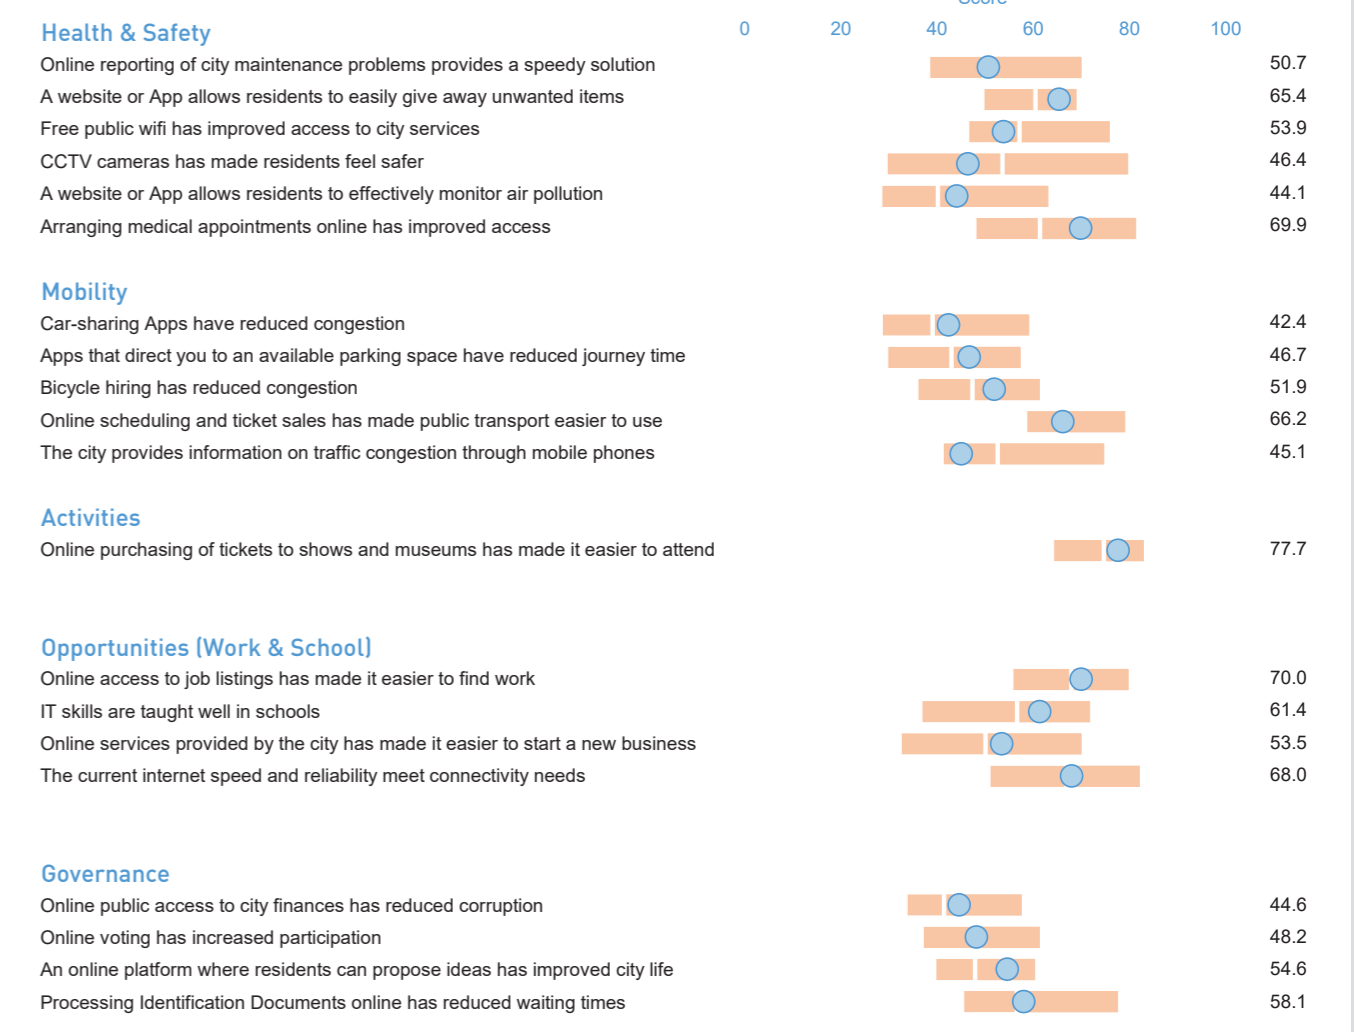 Score
Health & Safety 0 20 40 60 80 100
Online reporting of city maintenance problems provides a speedy solution 50.7
A website or App allows residents to easily give away unwanted items 65.4
Free public wifi has improved access to city services 53.9
CCTV cameras has made residents feel safer 46.4
A website or App allows residents to effectively monitor air pollution 44.1
Arranging medical appointments online has improved access 69.9
Mobility
Car-sharing Apps have reduced congestion 42.4
Apps that direct you to an available parking space have reduced journey time 46.7
Bicycle hiring has reduced congestion 51.9
Online scheduling and ticket sales has made public transport easier to use 66.2
The city provides information on traffic congestion through mobile phones 45.1
Activities
Online purchasing of tickets to shows and museums has made it easier to attend 77.7
Opportunities (Work & School)
Online access to job listings has made it easier to find work 70.0
IT skills are taught well in schools 61.4
Online services provided by the city has made it easier to start a new business 53.5
The current internet speed and reliability meet connectivity needs 68.0
Governance
Online public access to city finances has reduced corruption 44.6
Online voting has increased participation 48.2
An online platform where residents can propose ideas has improved city life 54.6
Processing Identification Documents online has reduced waiting times 58.1